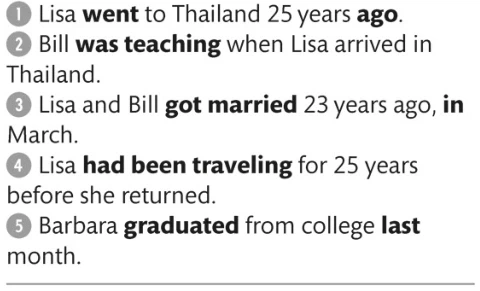 1 Lisa went to Thailand 25 years ago.
2 Bill was teaching when Lisa arrived in
Thailand.
3 Lisa and Bill got married 23 years ago, in
March.
4 Lisa had been traveling for 25 years
before she returned.
5 Barbara graduated from college last
month.